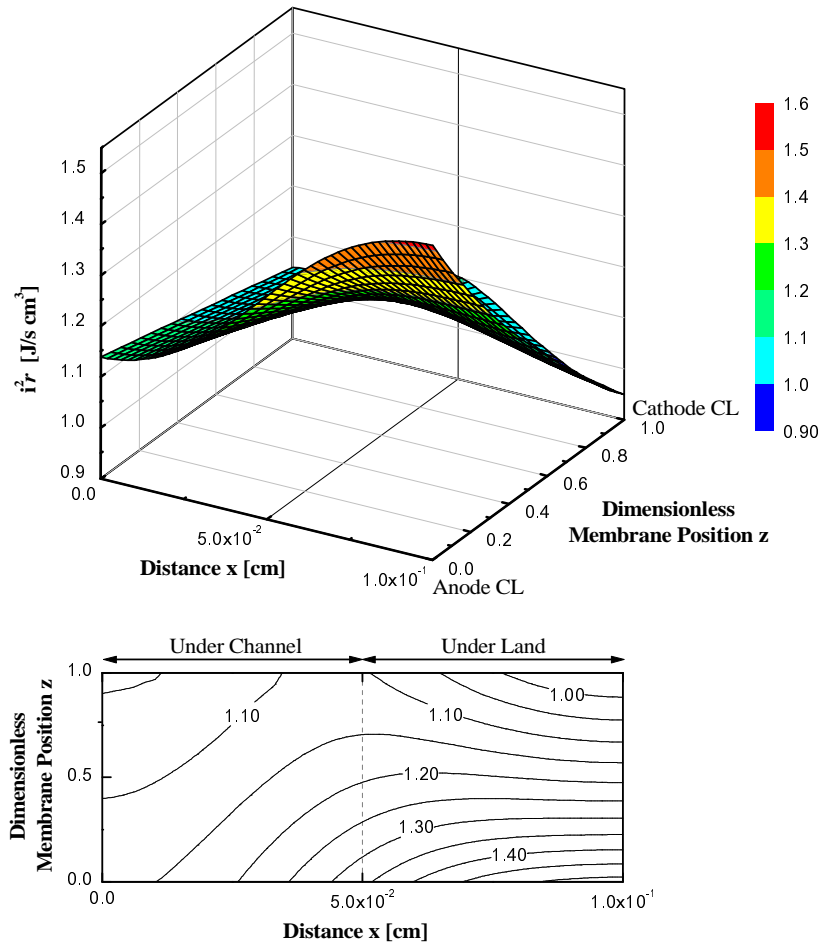 1.5
1.4
1.3
1.2
1.1
1.0
0.9
i²r [J/s cm³]
0.0
5.0x10⁻²
1.0x10⁻¹
Distance x [cm]
0.0
0.2
0.4
0.6
0.8
1.0
Cathode CL
Anode CL
Dimensionless
Membrane Position z
1.6
1.5
1.4
1.3
1.2
1.1
1.0
0.90
Under Channel
Under Land
1.0
0.5
0.0
Dimensionless
Membrane Position z
1.10
1.10
1.00
1.20
1.30
1.40
0.0
5.0x10⁻²
1.0x10⁻¹
Distance x [cm]